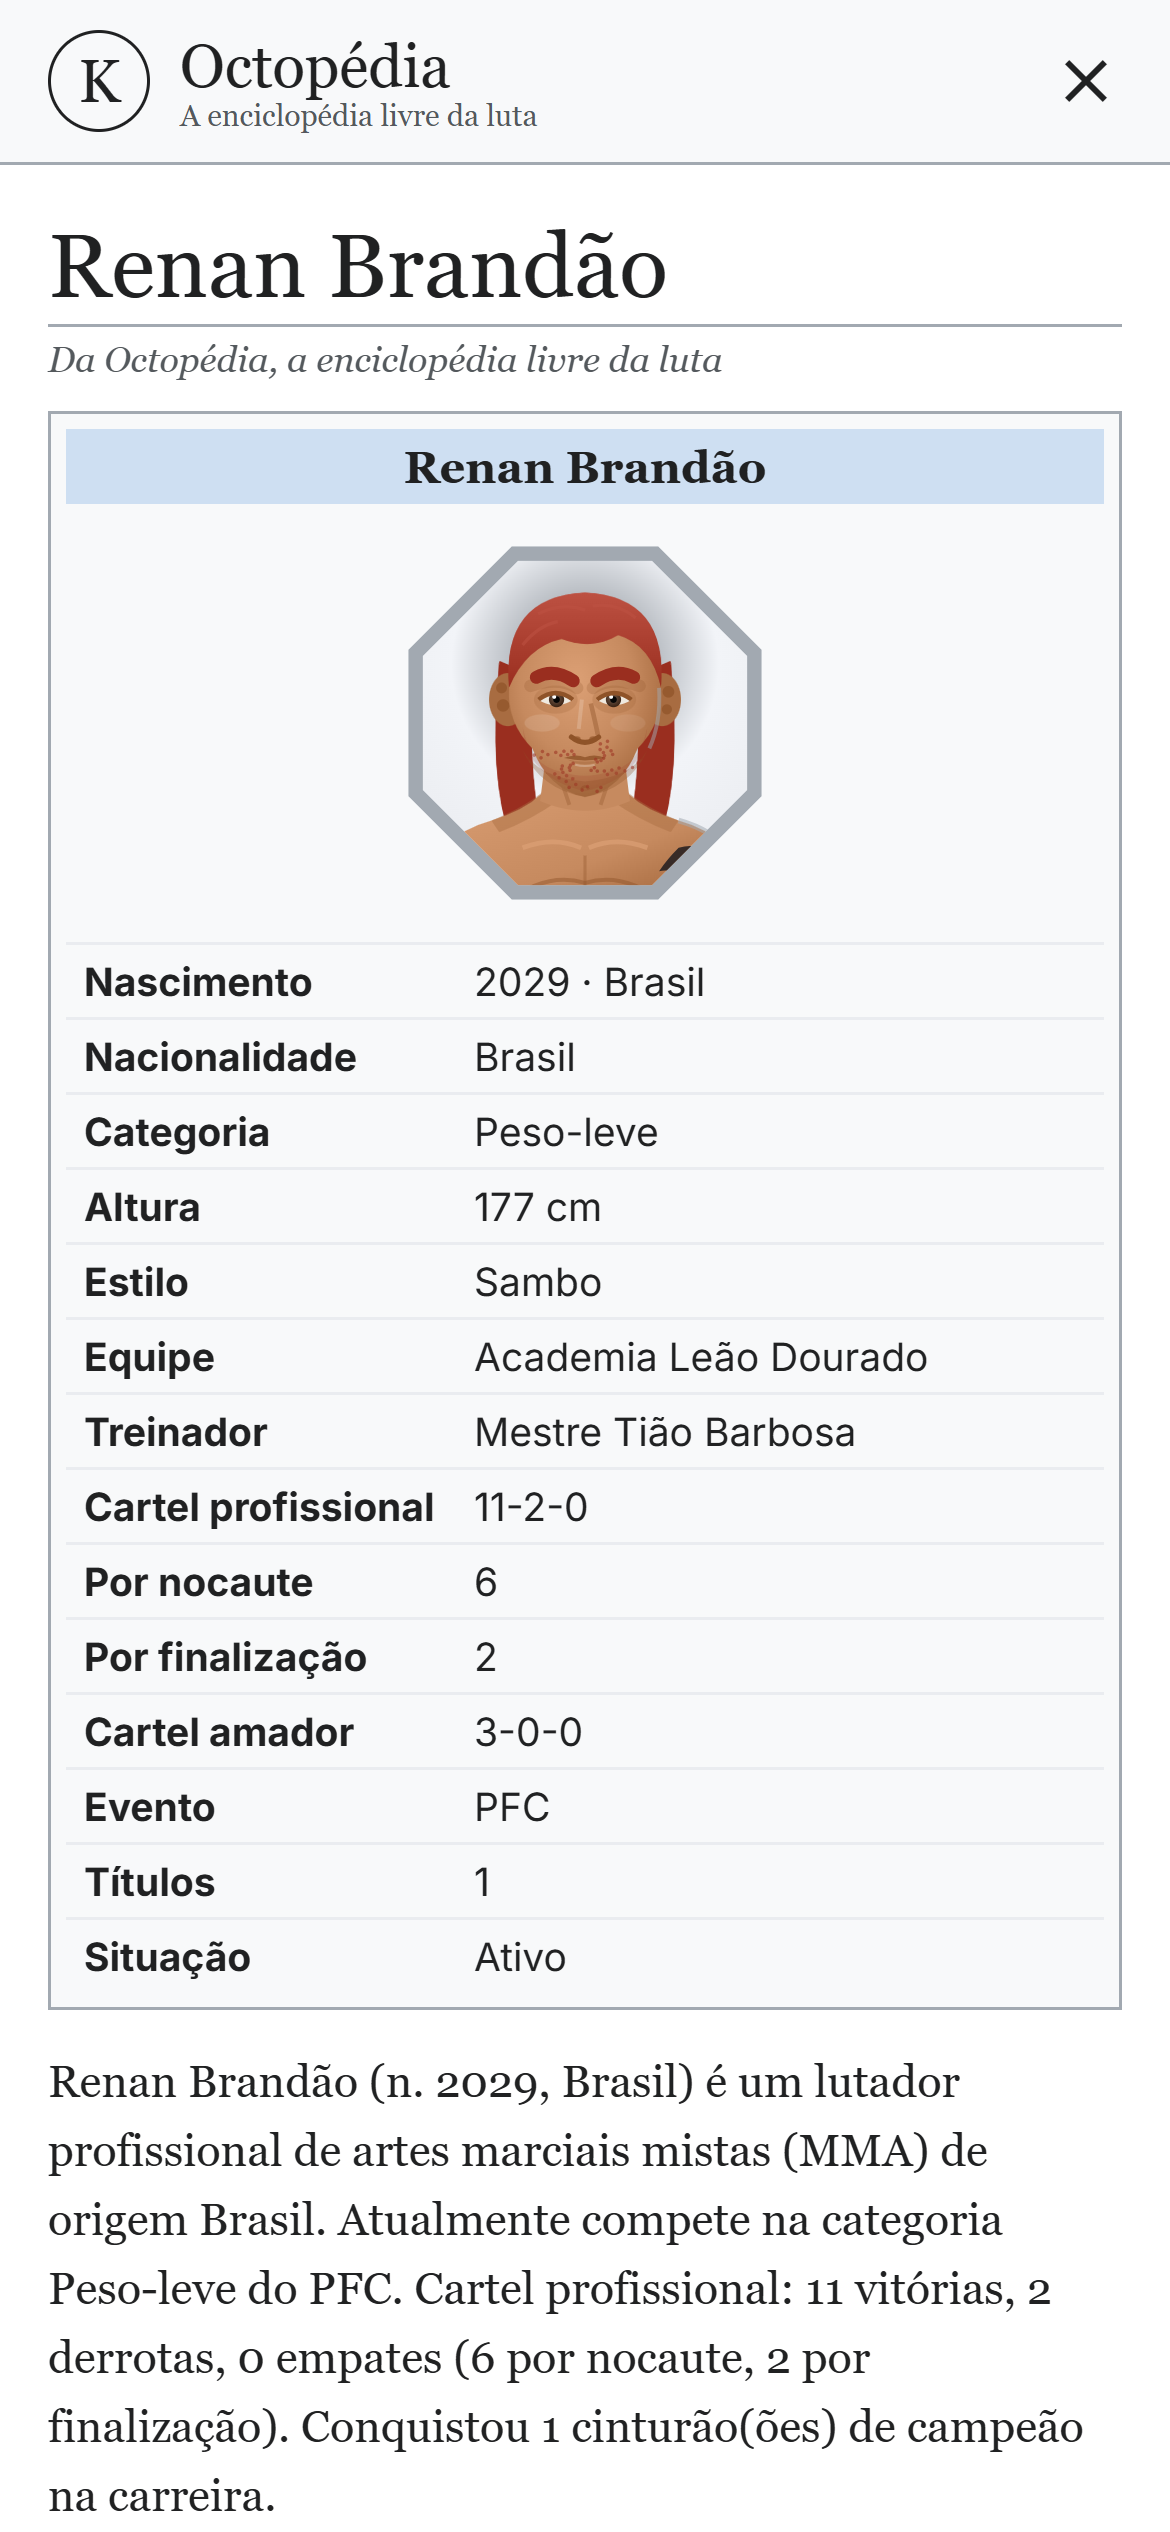 K
Octopédia
A enciclopédia livre da luta
Renan Brandão
Da Octopédia, a enciclopédia livre da luta
Renan Brandão
Nascimento 2029 · Brasil
Nacionalidade Brasil
Categoria Peso-leve
Altura 177 cm
Estilo Sambo
Equipe Academia Leão Dourado
Treinador Mestre Tião Barbosa
Cartel profissional 11-2-0
Por nocaute 6
Por finalização 2
Cartel amador 3-0-0
Evento PFC
Títulos 1
Situação Ativo
Renan Brandão (n. 2029, Brasil) é um lutador
profissional de artes marciais mistas (MMA) de
origem Brasil. Atualmente compete na categoria
Peso-leve do PFC. Cartel profissional: 11 vitórias, 2
derrotas, 0 empates (6 por nocaute, 2 por
finalização). Conquistou 1 cinturão(ões) de campeão
na carreira.